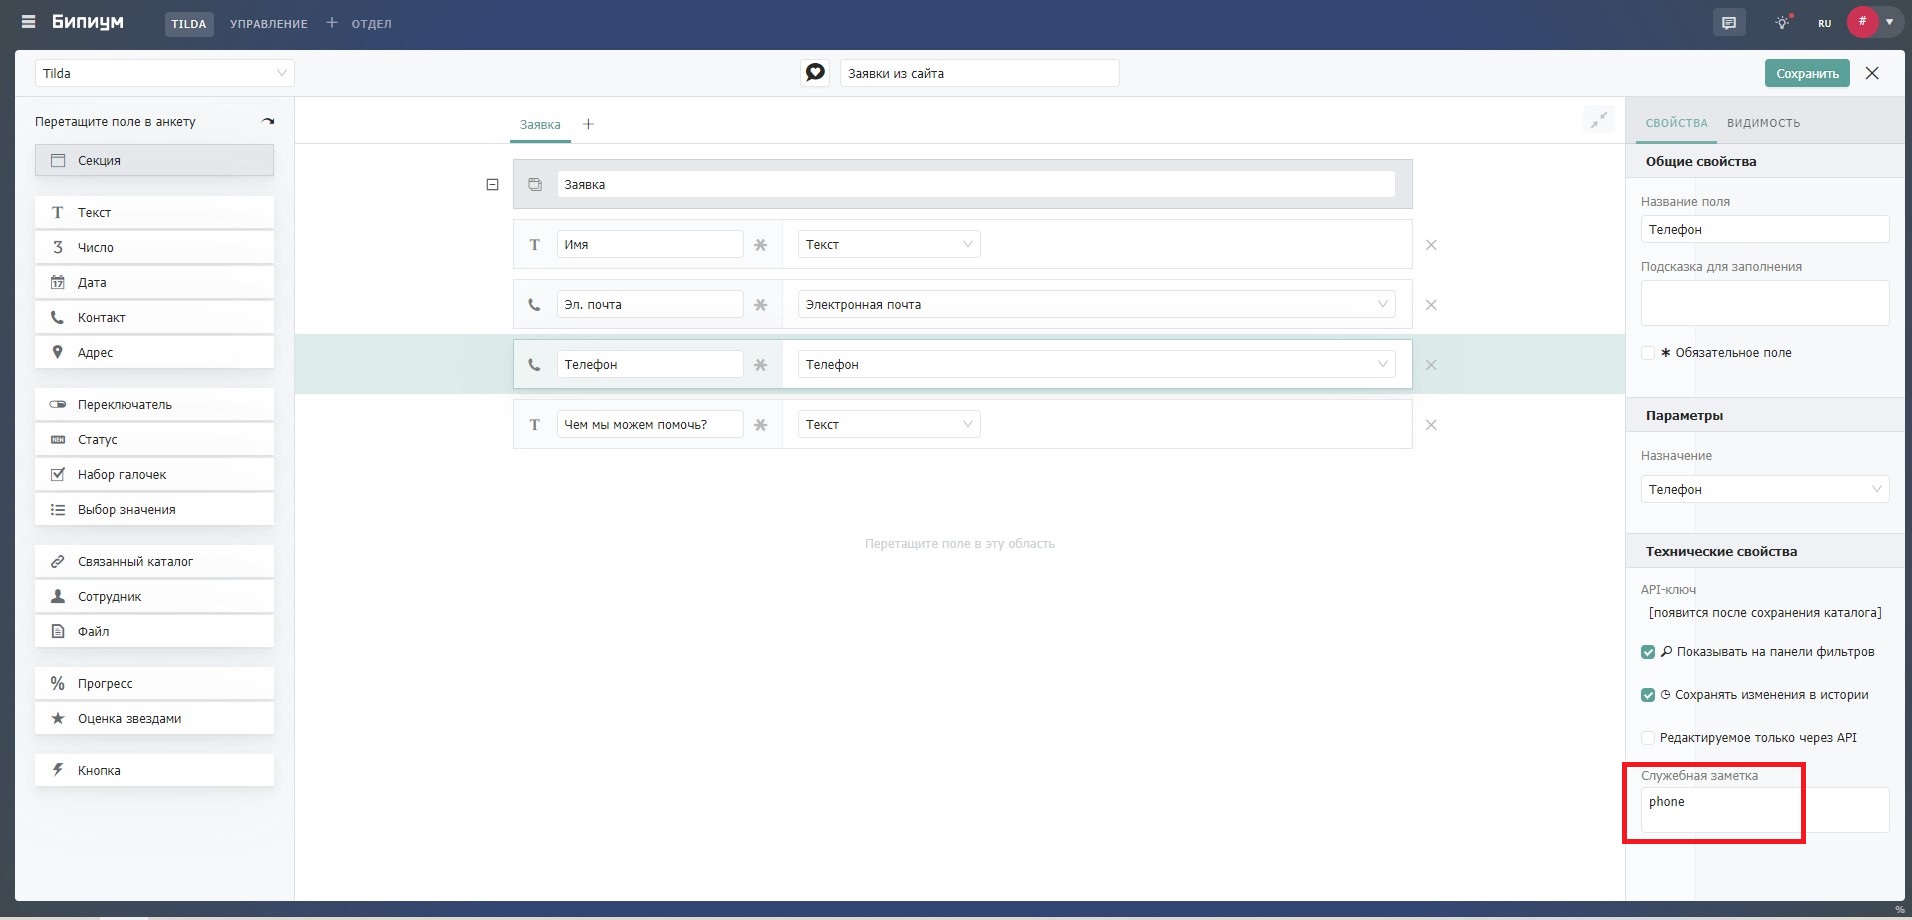 Бипиум
TILDA
УПРАВЛЕНИЕ
ОТДЕЛ
RU
#
Tilda
Заявки из сайта
Сохранить
Перетащите поле в анкету
Секция
Текст
Число
Дата
Контакт
Адрес
Переключатель
Статус
Набор галочек
Выбор значения
Связанный каталог
Сотрудник
Файл
Прогресс
Оценка звездами
Кнопка
Заявка
Заявка
Имя
Текст
Эл. почта
Электронная почта
Телефон
Телефон
Чем мы можем помочь?
Текст
Перетащите поле в эту область
СВОЙСТВА
ВИДИМОСТЬ
Общие свойства
Название поля
Телефон
Подсказка для заполнения
Обязательное поле
Параметры
Назначение
Телефон
Технические свойства
API-ключ
[появится после сохранения каталога]
Показывать на панели фильтров
Сохранять изменения в истории
Редактируемое только через API
Служебная заметка
phone
%